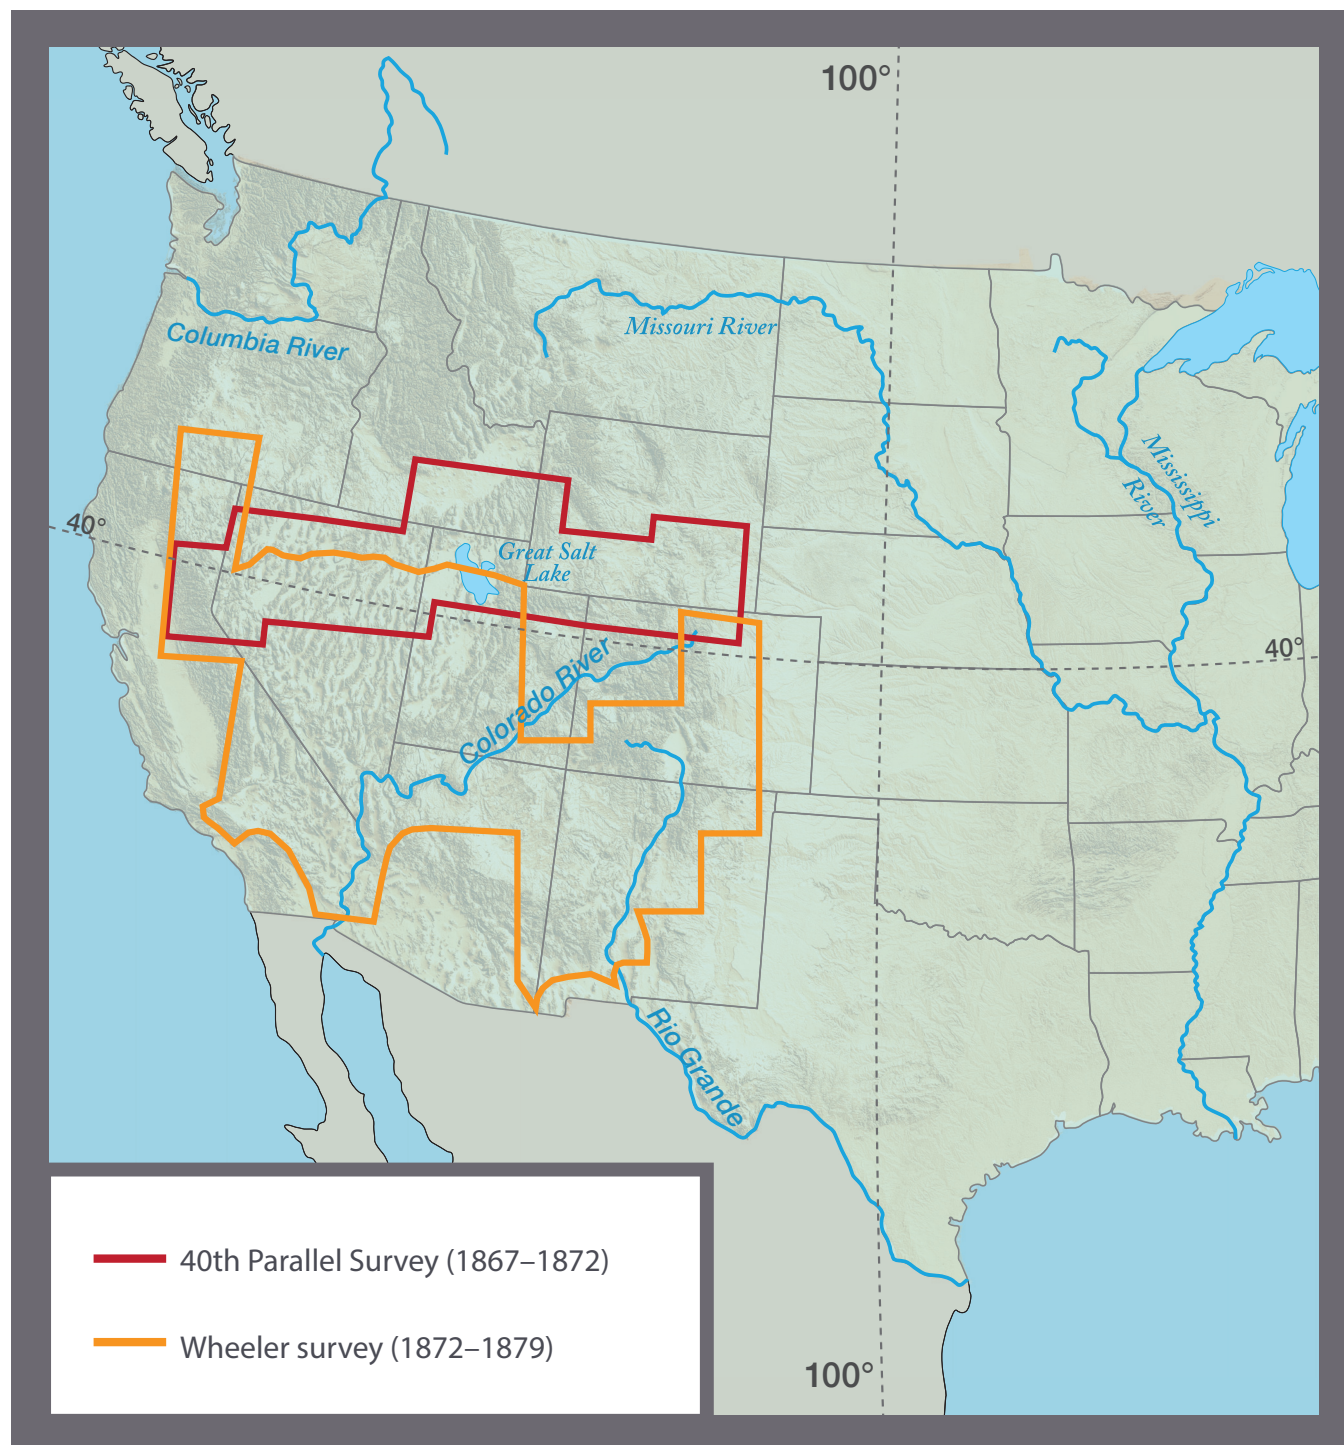 100°
Columbia River
Missouri River
Mississippi
River
40°
Great Salt
Lake
40°
Colorado River
Rio Grande
40th Parallel Survey (1867–1872)
Wheeler survey (1872–1879)
100°